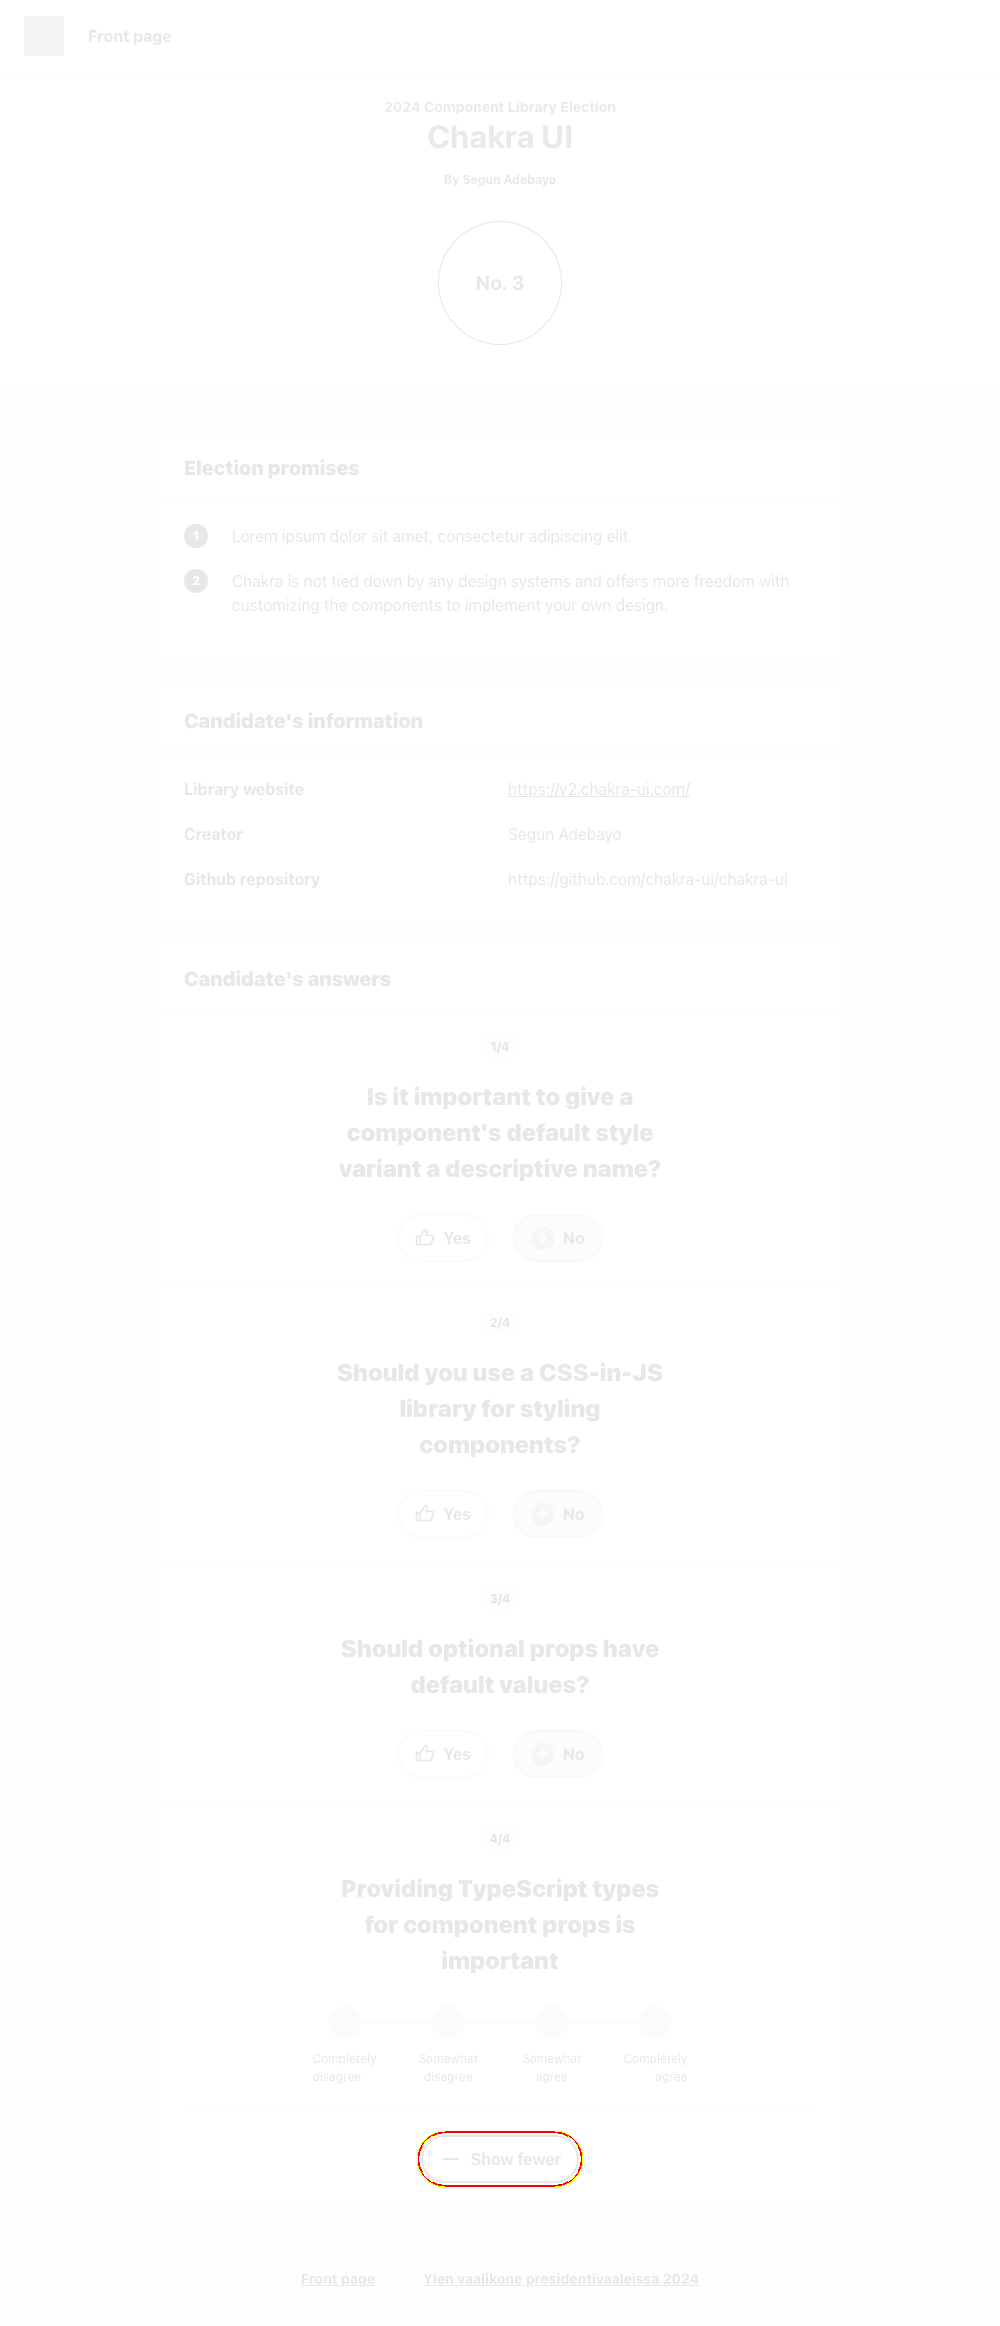 Front page
2024 Component Library Election
Chakra UI
By Segun Adebayo
No. 3
Election promises
1 Lorem ipsum dolor sit amet, consectetur adipiscing elit.
2 Chakra is not tied down by any design systems and offers more freedom with
customizing the components to implement your own design.
Candidate's information
Library website https://v2.chakra-ui.com/
Creator Segun Adebayo
Github repository https://github.com/chakra-ui/chakra-ui
Candidate's answers
1/4
Is it important to give a
component's default style
variant a descriptive name?
Yes No
2/4
Should you use a CSS-in-JS
library for styling
components?
Yes No
3/4
Should optional props have
default values?
Yes No
4/4
Providing TypeScript types
for component props is
important
Completely Somewhat Somewhat Completely
disagree disagree agree agree
Show fewer
Front page Ylen vaalikone presidentivaaleissa 2024